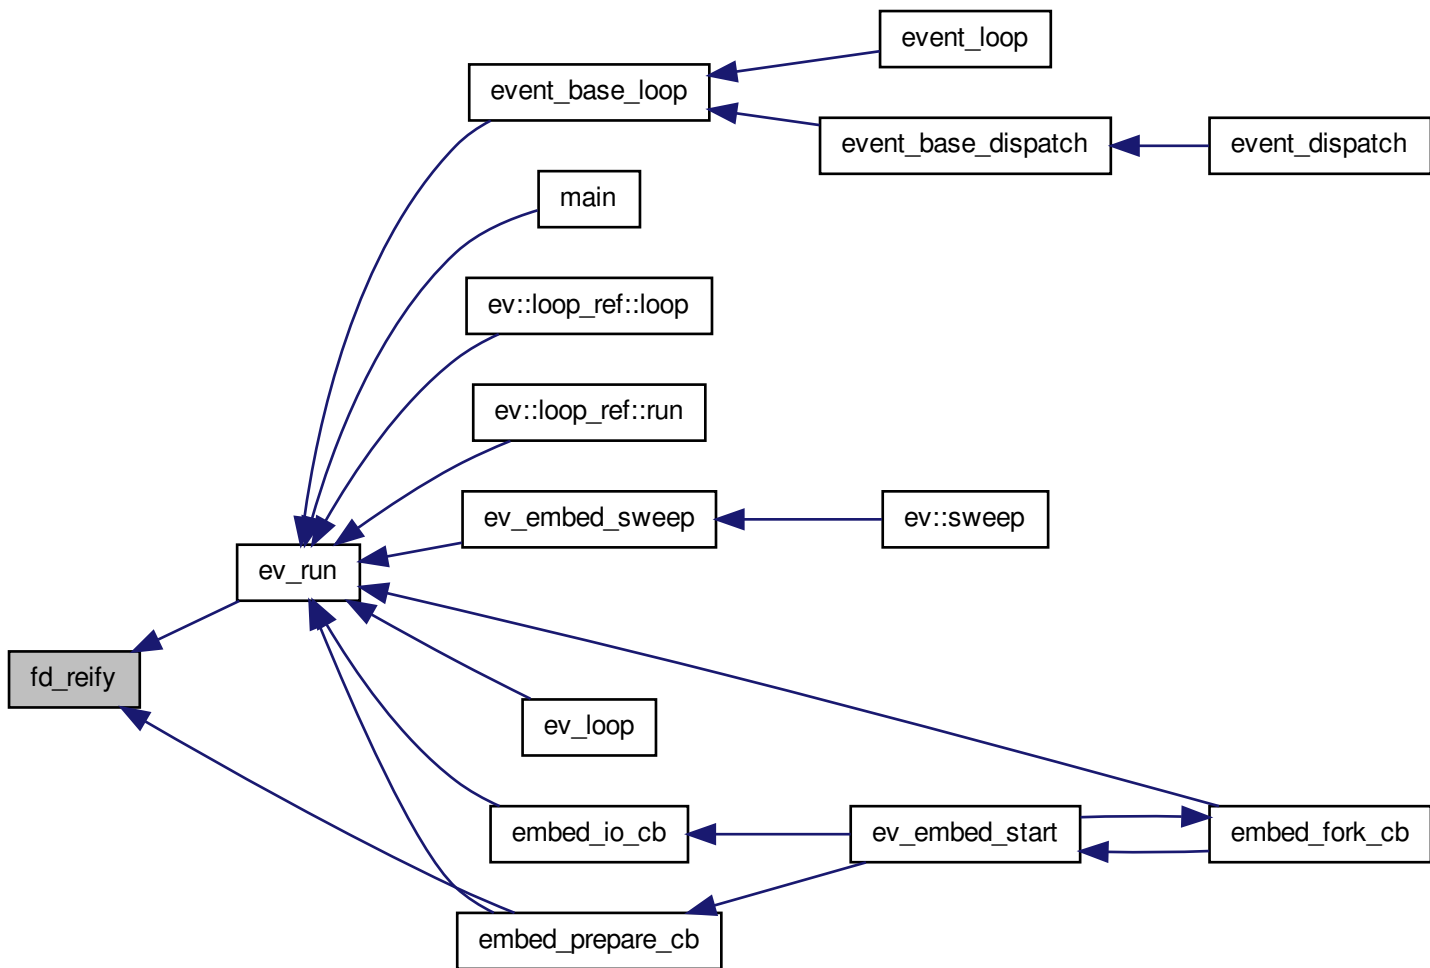 event_loop
event_base_loop
event_base_dispatch
event_dispatch
main
ev::loop_ref::loop
ev::loop_ref::run
ev_embed_sweep
ev::sweep
ev_run
fd_reify
ev_loop
embed_io_cb
ev_embed_start
embed_fork_cb
embed_prepare_cb